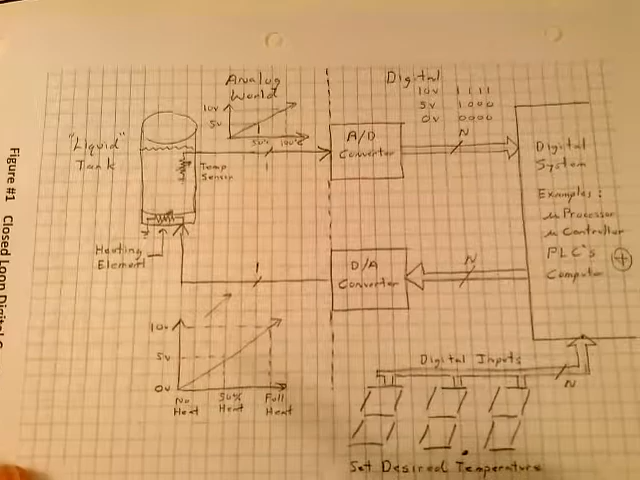 Analog
World
10V
5V
50°c 100°c
Digital
10V 1111
5V 1000
0V 0000
"Liquid"
Tank
Temp
Sensor
1
A/D
Converter
N
Digital
System
Examples:
μ Processor
μ Controller
PLC's
Computer
+
Heating
Element
1
D/A
Converter
N
10v
5v
0v
No
Heat
50%
Heat
Full
Heat
Digital Inputs
N
Set Desired Temperature
Figure #1 Closed Loop Digital